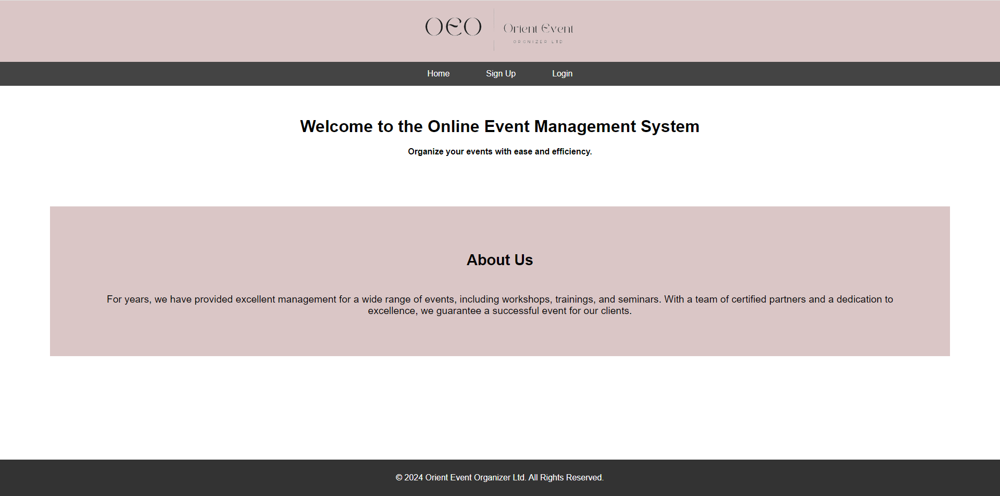 OEO
Orient Event
ORGNIZER LTD
Home Sign Up Login
Welcome to the Online Event Management System
Organize your events with ease and efficiency.
About Us
For years, we have provided excellent management for a wide range of events, including workshops, trainings, and seminars. With a team of certified partners and a dedication to
excellence, we guarantee a successful event for our clients.
© 2024 Orient Event Organizer Ltd. All Rights Reserved.